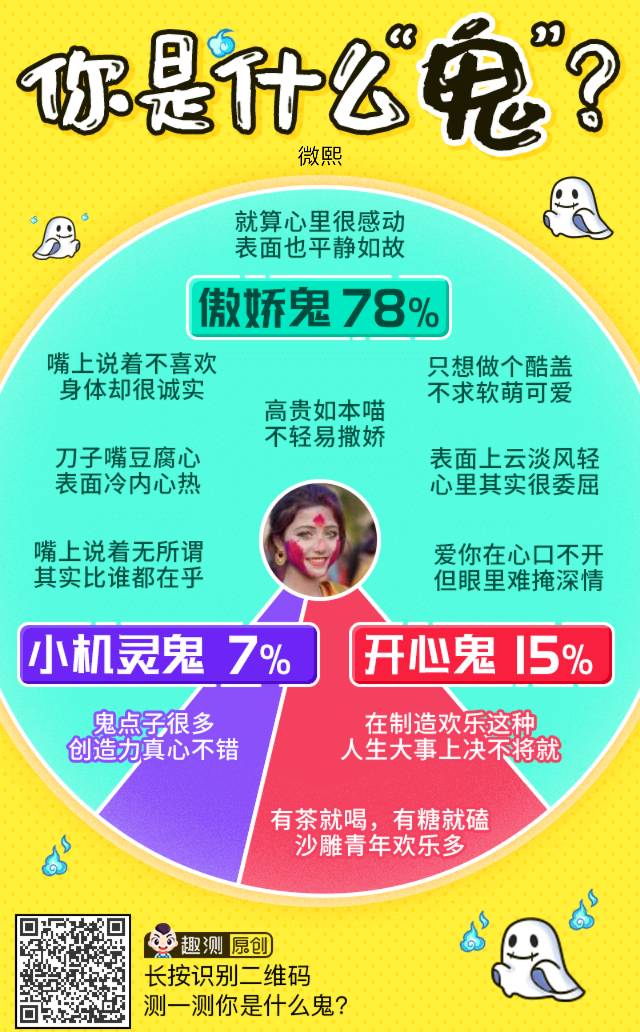 你是什么“鬼”?
微熙
就算心里很感动
表面也平静如故
傲娇鬼 78%
嘴上说着不喜欢
身体却很诚实
只想做个酷盖
不求软萌可爱
高贵如本喵
不轻易撒娇
刀子嘴豆腐心
表面冷内心热
表面上云淡风轻
心里其实很委屈
嘴上说着无所谓
其实比谁都在乎
爱你在心口不开
但眼里难掩深情
小机灵鬼 7%
开心鬼 15%
鬼点子很多
创造力真心不错
在制造欢乐这种
人生大事上决不将就
有茶就喝，有糖就磕
沙雕青年欢乐多
趣测 原创
长按识别二维码
测一测你是什么鬼?